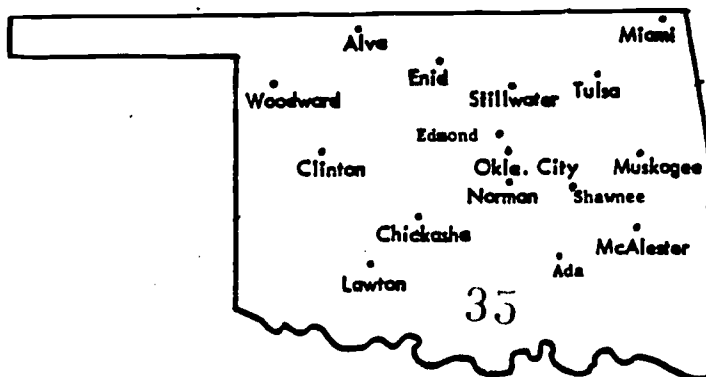 Miami
Alva
Enid
Woodward
Stillwater
Tulsa
Edmond
Clinton
Okla. City
Muskogee
Norman
Shawnee
Chickasha
McAlester
Lawton
Ada
35